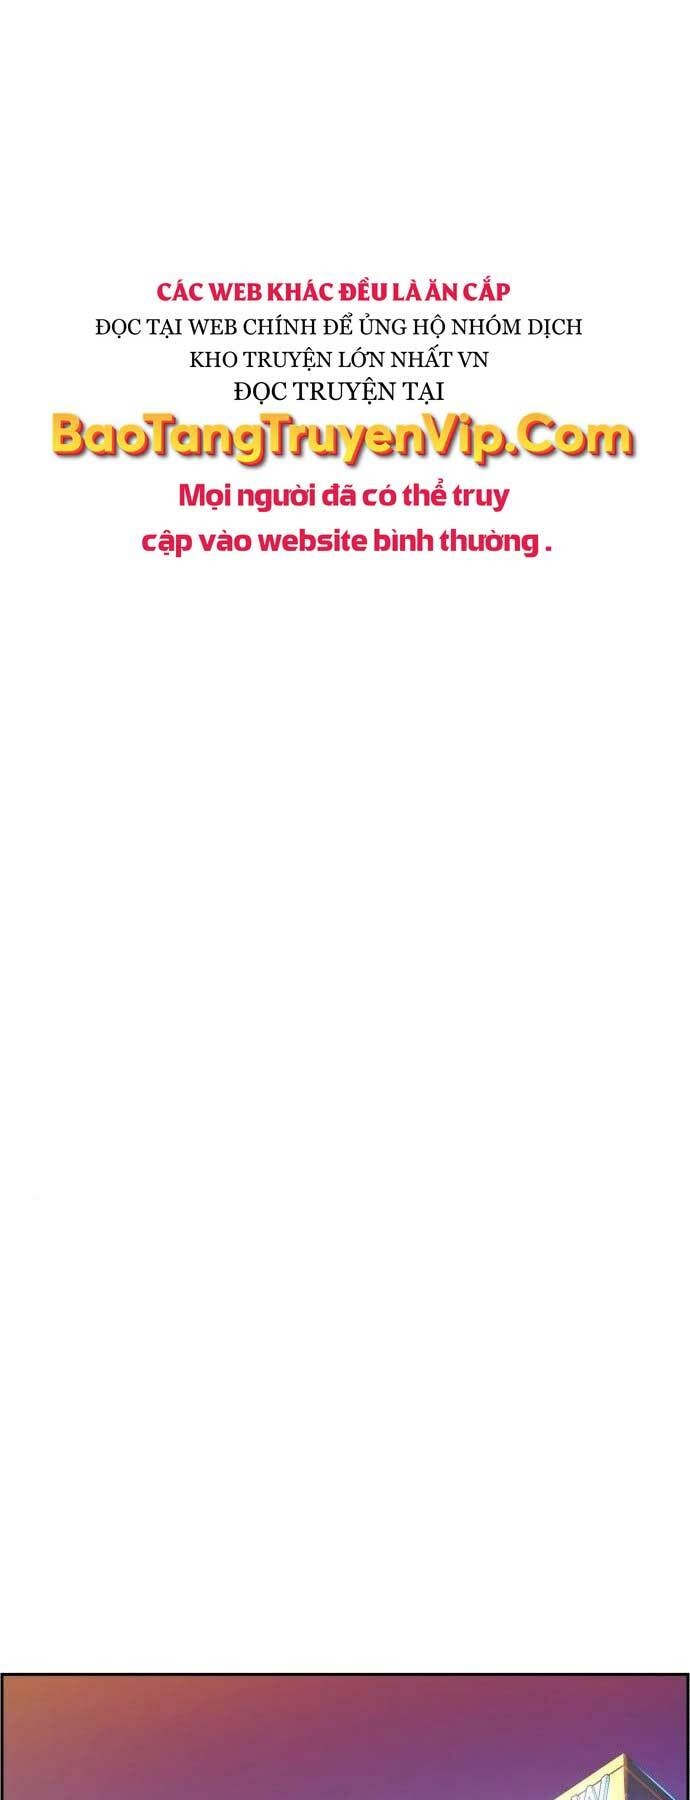 CÁC WEB KHÁC ĐỀU LÀ ĂN CẮP
ĐỌC TẠI WEB CHÍNH ĐỂ ỦNG HỘ NHÓM DỊCH
KHO TRUYỆN LỚN NHẤT VN
ĐỌC TRUYỆN TẠI
BaoTangTruyenVip.Com
Mọi người đã có thể truy
cập vào website bình thường .